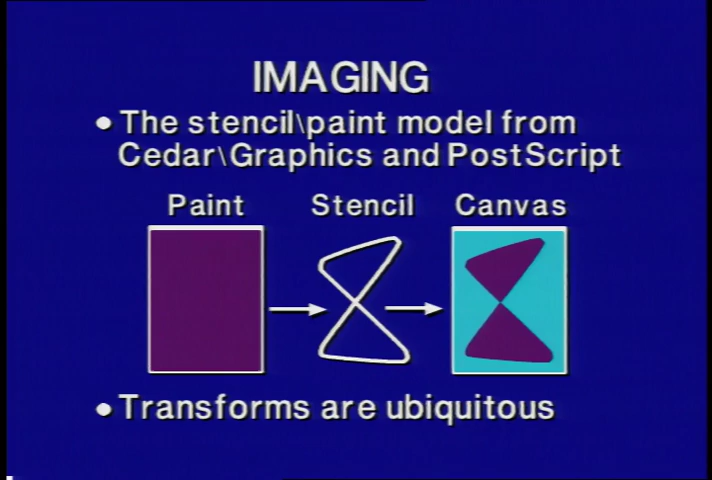 IMAGING
• The stencil\paint model from
Cedar\Graphics and PostScript
Paint Stencil Canvas
• Transforms are ubiquitous